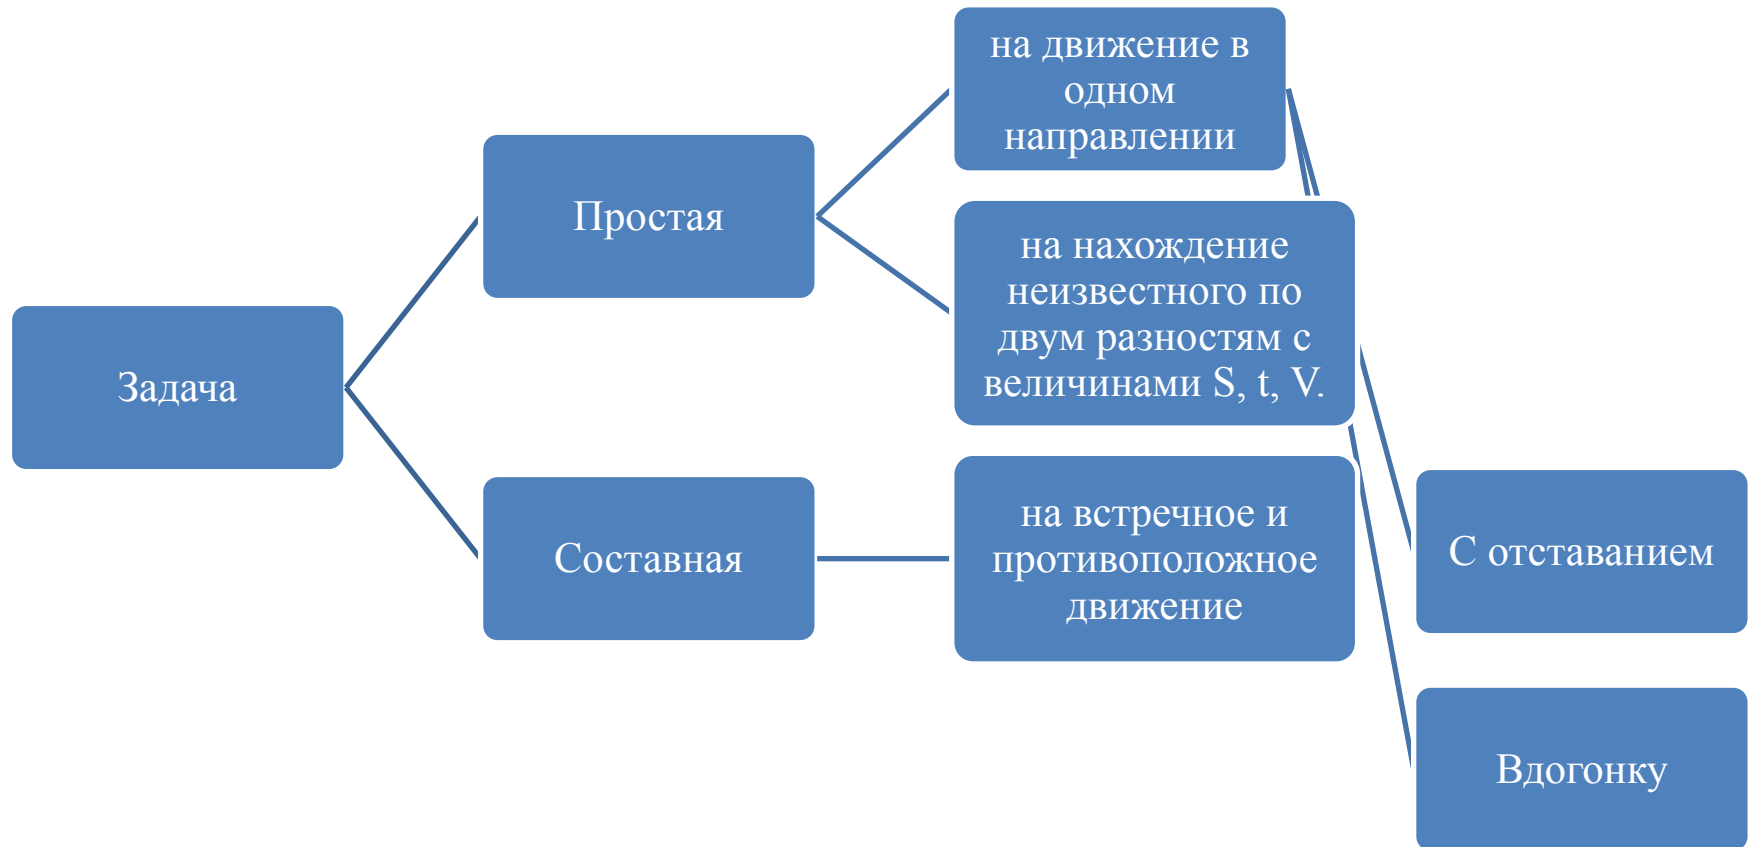 на движение в
одном
направлении
Простая
на нахождение
неизвестного по
двум разностям с
величинами S, t, V.
Задача
Составная
на встречное и
противоположное
движение
С отставанием
Вдогонку